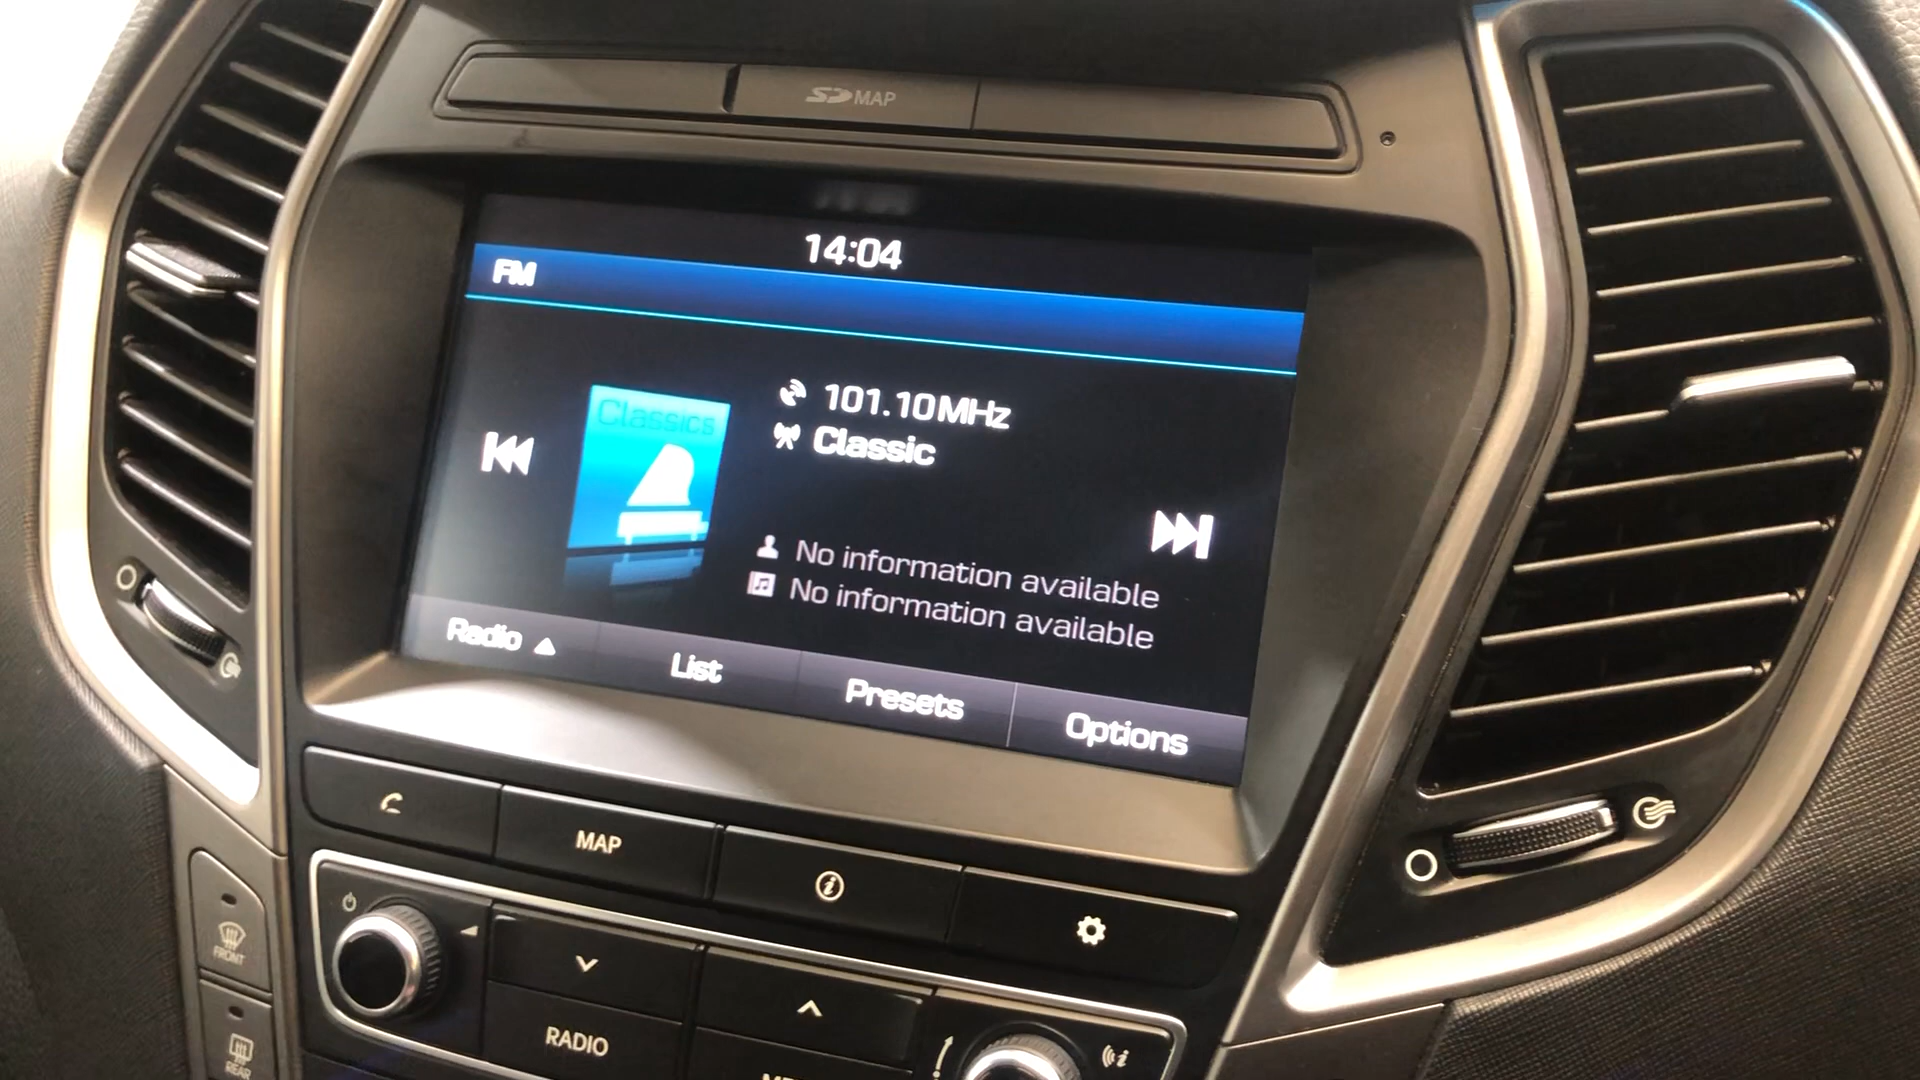 SD MAP
14:04
FM
Classics
101.10MHz
Classic
No information available
No information available
Radio
List
Presets
Options
MAP
RADIO
FRONT
REAR